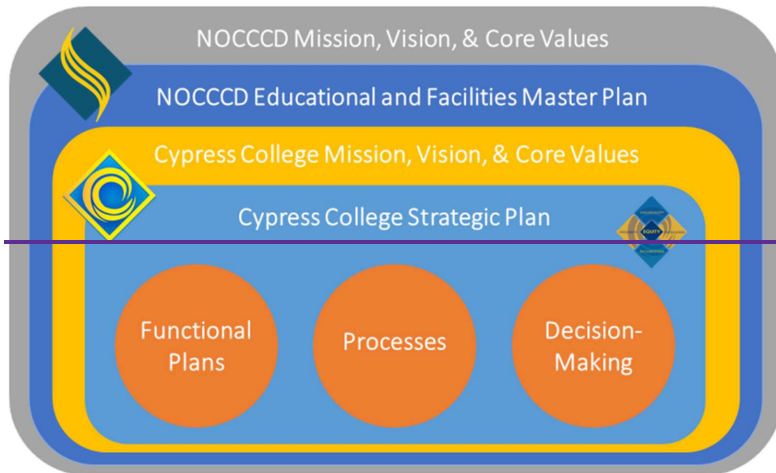 NOCCCD Mission, Vision, & Core Values
NOCCCD Educational and Facilities Master Plan
Cypress College Mission, Vision, & Core Values
Cypress College Strategic Plan
EQUITY
Functional
Plans
Processes
Decision-
Making